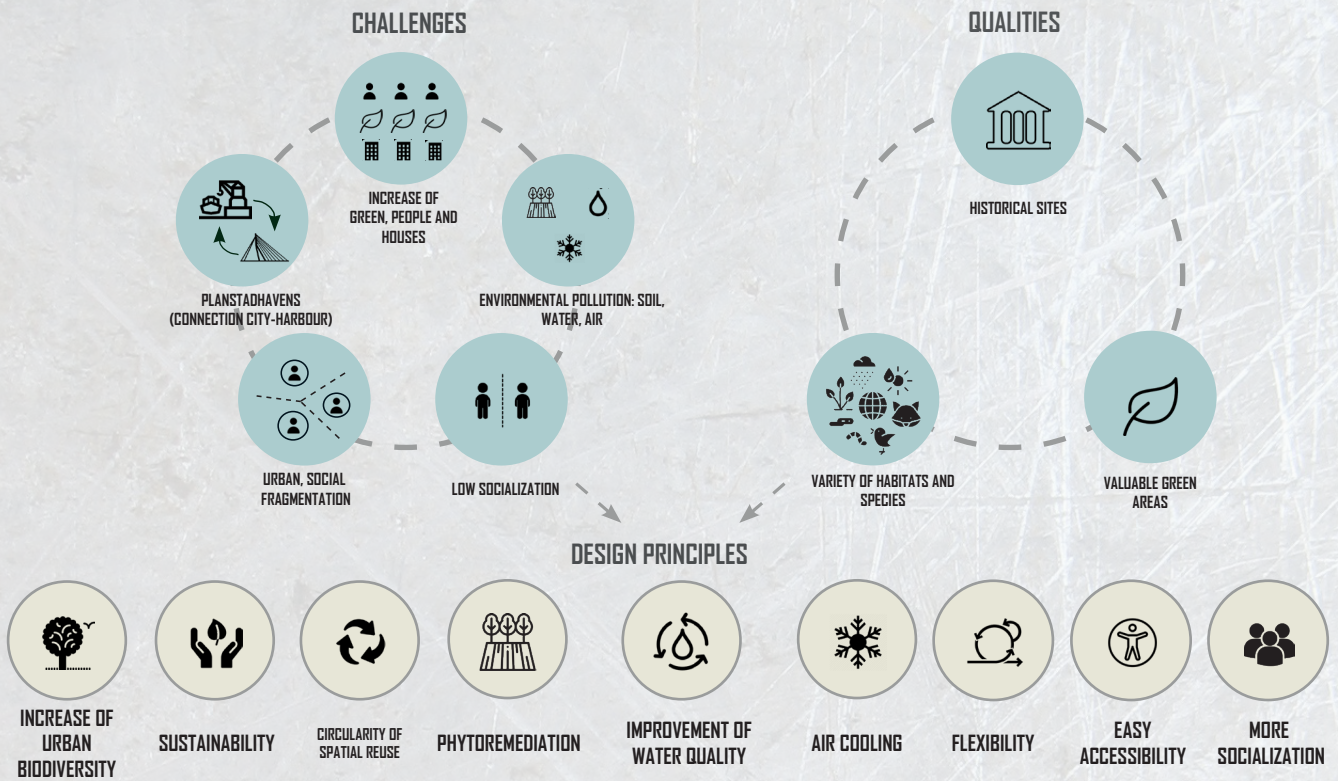 CHALLENGES
INCREASE OF
GREEN, PEOPLE AND
HOUSES
PLANSTADHAVENS
(CONNECTION CITY-HARBOUR)
ENVIRONMENTAL POLLUTION: SOIL,
WATER, AIR
URBAN, SOCIAL
FRAGMENTATION
LOW SOCIALIZATION
QUALITIES
HISTORICAL SITES
VARIETY OF HABITATS AND
SPECIES
VALUABLE GREEN
AREAS
DESIGN PRINCIPLES
INCREASE OF
URBAN
BIODIVERSITY
SUSTAINABILITY
CIRCULARITY OF
SPATIAL REUSE
PHYTOREMEDIATION
IMPROVEMENT OF
WATER QUALITY
AIR COOLING
FLEXIBILITY
EASY
ACCESSIBILITY
MORE
SOCIALIZATION